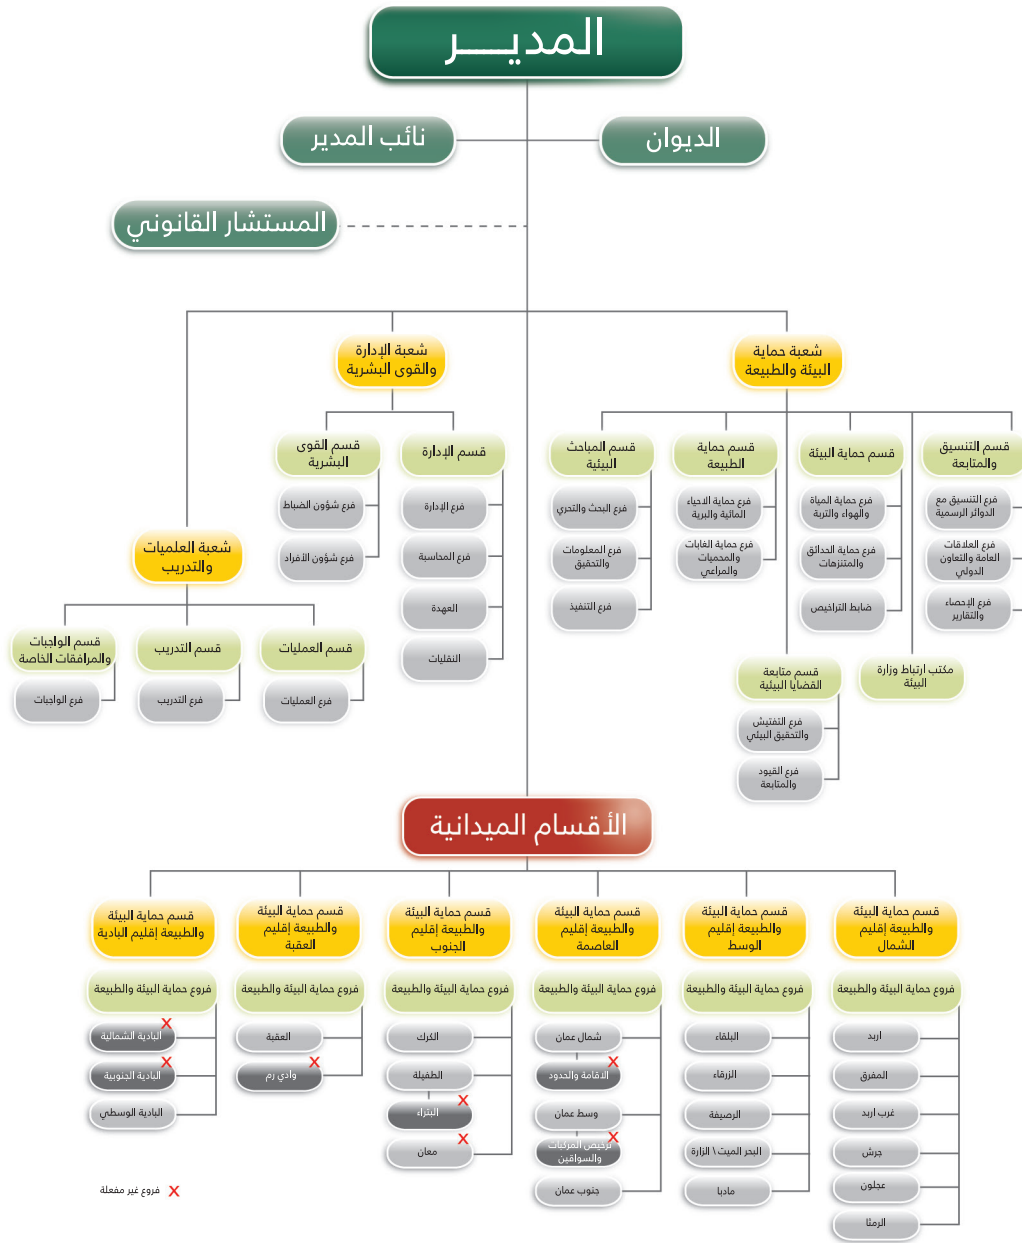 المديـــر
الديوان
نائب المدير
المستشار القانوني
شعبة حماية
البيئة والطبيعة
شعبة الإدارة
والقوى البشرية
شعبة العلميات
والتدريب
قسم التنسيق
والمتابعة
فرع التنسيق مع
الدوائر الرسمية
فرع العلاقات
العامة والتعاون
الدولي
فرع الإحصاء
والتقارير
مكتب ارتباط وزارة
البيئة
قسم حماية البيئة
فرع حماية المياة
والهواء والتربة
فرع حماية الحدائق
والمتنزهات
ضابط التراخيص
قسم متابعة
القضايا البيئية
فرع التفتيش
والتحقيق البيئي
فرع القيود
والمتابعة
قسم حماية
الطبيعة
فرع حماية الاحياء
المائية والبرية
فرع حماية الغابات
والمحميات
والمراعي
قسم المباحث
البيئية
فرع البحث والتحري
فرع المعلومات
والتحقيق
فرع التنفيذ
قسم الإدارة
فرع الإدارة
فرع المحاسبة
العهدة
النقليات
قسم القوى
البشرية
فرع شؤون الضباط
فرع شؤون الأفراد
قسم العمليات
فرع العمليات
قسم التدريب
فرع التدريب
قسم الواجبات
والمرافقات الخاصة
فرع الواجبات
الأقسام الميدانية
قسم حماية البيئة
والطبيعة إقليم
الشمال
فروع حماية البيئة والطبيعة
اربد
المفرق
غرب اربد
جرش
عجلون
الرمثا
قسم حماية البيئة
والطبيعة إقليم
الوسط
فروع حماية البيئة والطبيعة
البلقاء
الزرقاء
الرصيفة
البحر الميت \ الزارة
مادبا
قسم حماية البيئة
والطبيعة إقليم
العاصمة
فروع حماية البيئة والطبيعة
شمال عمان
الاقامة والحدود
وسط عمان
ترخيص المركبات
والسواقين
جنوب عمان
قسم حماية البيئة
والطبيعة إقليم
الجنوب
فروع حماية البيئة والطبيعة
الكرك
الطفيلة
البتراء
معان
قسم حماية البيئة
والطبيعة إقليم
العقبة
فروع حماية البيئة والطبيعة
العقبة
وادي رم
قسم حماية البيئة
والطبيعة إقليم البادية
فروع حماية البيئة والطبيعة
البادية الشمالية
البادية الجنوبية
البادية الوسطى
X فروع غير مفعلة